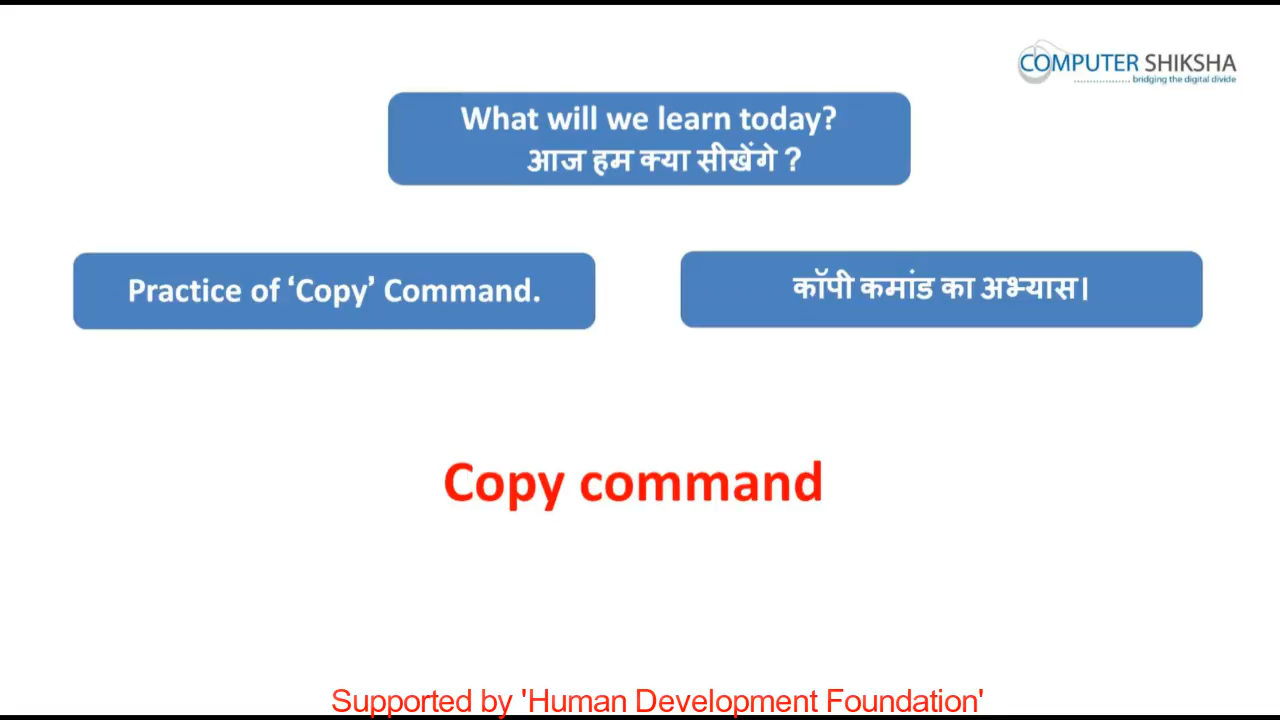 COMPUTER SHIKSHA
bridging the digital divide
What will we learn today?
आज हम क्या सीखेंगे ?
Practice of ‘Copy’ Command.
कॉपी कमांड का अभ्यास।
Copy command
Supported by 'Human Development Foundation'